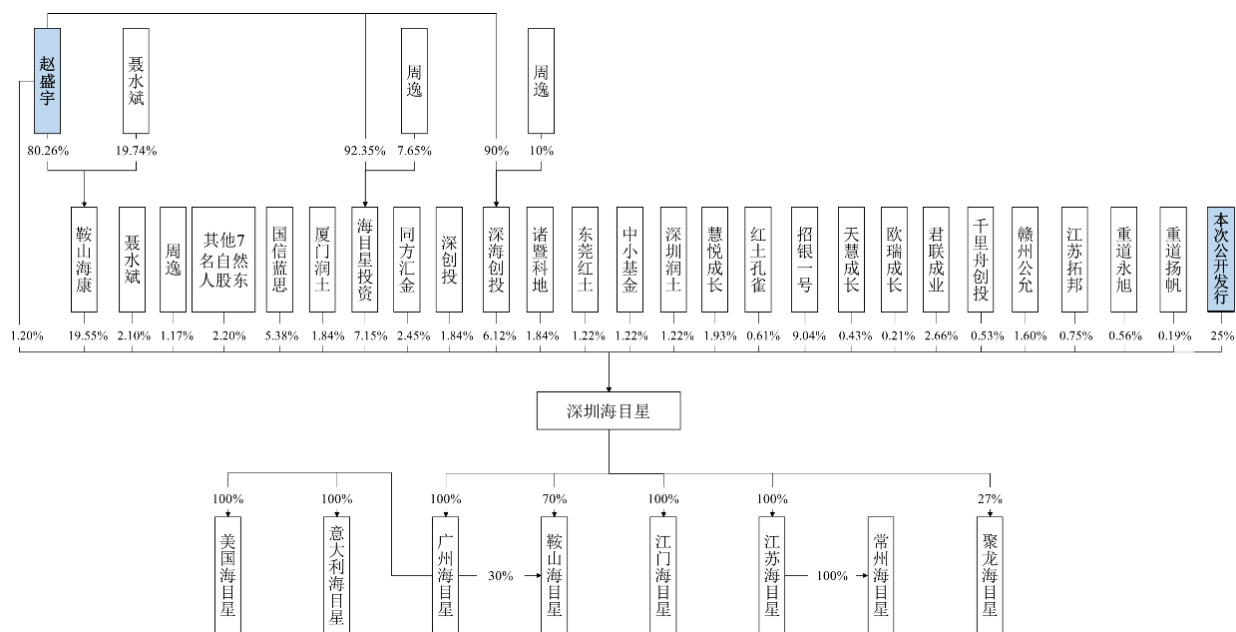 赵盛宇
聂水斌
周逸
周逸
80.26%
19.74%
92.35%
7.65%
90%
10%
鞍山海康
聂水斌
周逸
其他7
名自然
人股东
国信蓝思
厦门润土
海目星投资
同方汇金
深创投
深海创投
诸暨科地
东莞红土
中小基金
深圳润土
慧悦成长
红土孔雀
招银一号
天慧成长
欧瑞成长
君联成业
千里舟创投
赣州公允
江苏拓邦
重道永旭
重道扬帆
本次公开发行
1.20%
19.55%
2.10%
1.17%
2.20%
5.38%
1.84%
7.15%
2.45%
1.84%
6.12%
1.84%
1.22%
1.22%
1.22%
1.93%
0.61%
9.04%
0.43%
0.21%
2.66%
0.53%
1.60%
0.75%
0.56%
0.19%
25%
深圳海目星
100%
100%
100%
70%
100%
100%
27%
美国海目星
意大利海目星
广州海目星
30%
鞍山海目星
江门海目星
江苏海目星
100%
常州海目星
聚龙海目星